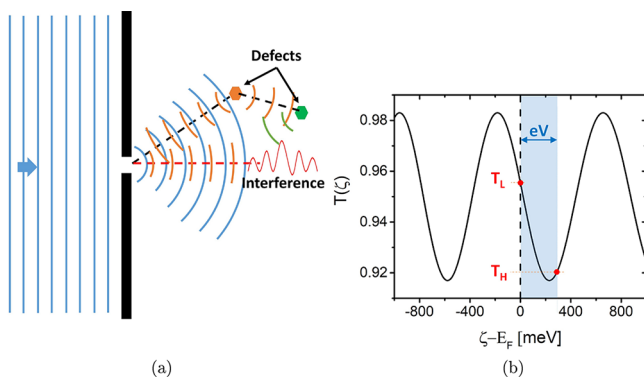 Defects
Interference
(a)
eV
T_L
T_H
T(ζ)
0.98
0.96
0.94
0.92
-800
-400
0
400
800
ζ−E_F [meV]
(b)